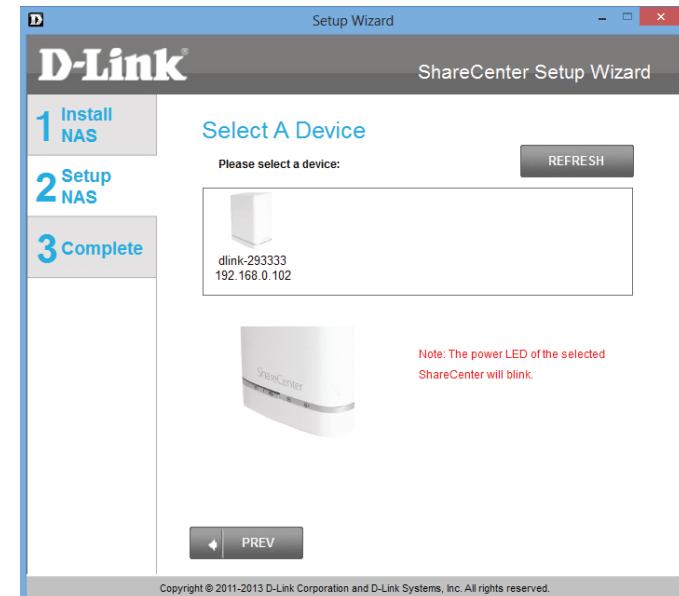 Setup Wizard
D-Link®
ShareCenter Setup Wizard
1 Install
NAS
2 Setup
NAS
3 Complete
Select A Device
Please select a device:
REFRESH
dlink-293333
192.168.0.102
ShareCenter
Note: The power LED of the selected
ShareCenter will blink.
PREV
Copyright © 2011-2013 D-Link Corporation and D-Link Systems, Inc. All rights reserved.